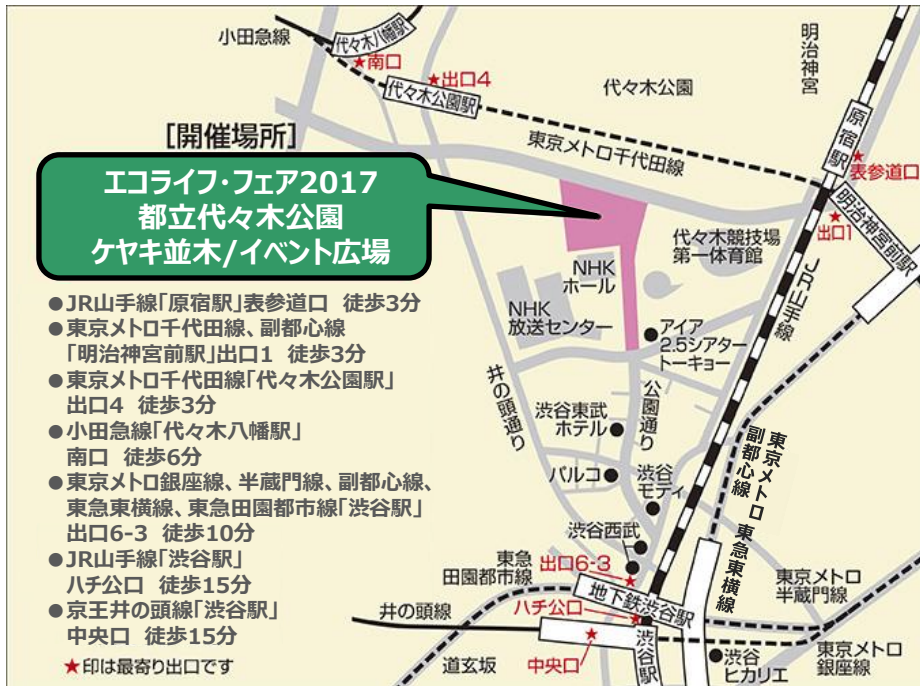 小田急線
代々木八幡駅
★南口
★出口4
代々木公園駅
代々木公園
明治神宮
原宿駅
★表参道口
東京メトロ千代田線
明治神宮前駅
★出口1
[開催場所]
エコライフ・フェア2017
都立代々木公園
ケヤキ並木/イベント広場
代々木競技場
第一体育館
NHK
ホール
NHK
放送センター
JR山手線
アイア
2.5シアター
トーキョー
井の頭通り
公園通り
渋谷東武
ホテル
パルコ
渋谷
モディ
渋谷西武
東京メトロ
副都心線
東急東横線
●JR山手線「原宿駅」表参道口 徒歩3分
●東京メトロ千代田線、副都心線
「明治神宮前駅」出口1 徒歩3分
●東京メトロ千代田線「代々木公園駅」
出口4 徒歩3分
●小田急線「代々木八幡駅」
南口 徒歩6分
●東京メトロ銀座線、半蔵門線、副都心線、
東急東横線、東急田園都市線「渋谷駅」
出口6-3 徒歩10分
●JR山手線「渋谷駅」
ハチ公口 徒歩15分
●京王井の頭線「渋谷駅」
中央口 徒歩15分
★印は最寄り出口です
東急
田園都市線
出口6-3
★
地下鉄渋谷駅
ハチ公口★
井の頭線
渋谷駅
★
中央口
道玄坂
渋谷
ヒカリエ
東京メトロ
半蔵門線
東京メトロ
銀座線